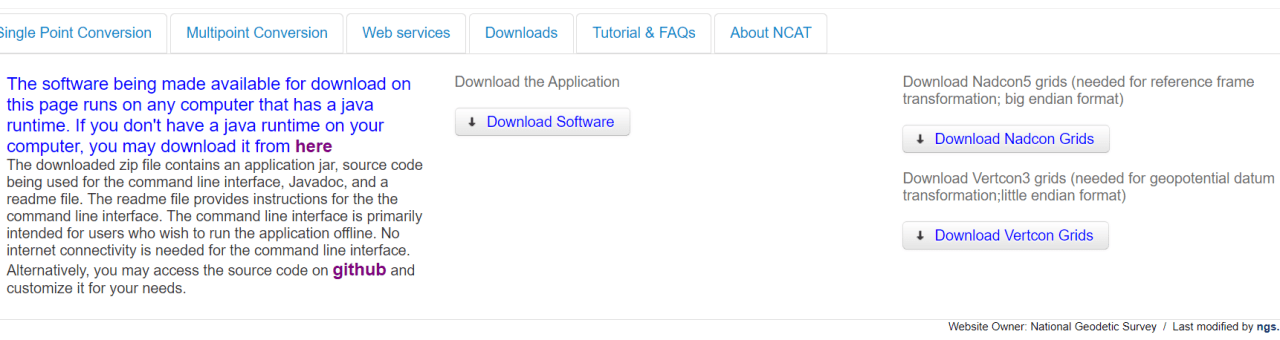 Single Point Conversion
Multipoint Conversion
Web services
Downloads
Tutorial & FAQs
About NCAT
The software being made available for download on
this page runs on any computer that has a java
runtime. If you don't have a java runtime on your
computer, you may download it from here
The downloaded zip file contains an application jar, source code
being used for the command line interface, Javadoc, and a
readme file. The readme file provides instructions for the the
command line interface. The command line interface is primarily
intended for users who wish to run the application offline. No
internet connectivity is needed for the command line interface.
Alternatively, you may access the source code on github and
customize it for your needs.
Download the Application
Download Software
Download Nadcon5 grids (needed for reference frame
transformation; big endian format)
Download Nadcon Grids
Download Vertcon3 grids (needed for geopotential datum
transformation;little endian format)
Download Vertcon Grids
Website Owner: National Geodetic Survey / Last modified by ngs.